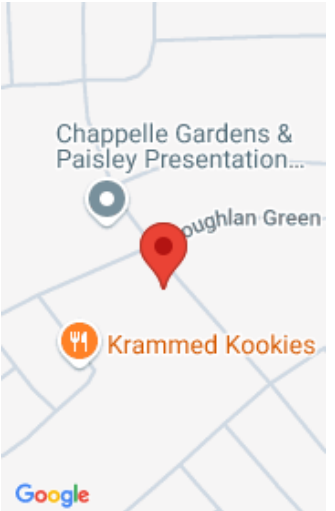 Chappelle Gardens &
Paisley Presentation...
oughlan Green
Krammed Kookies
Google